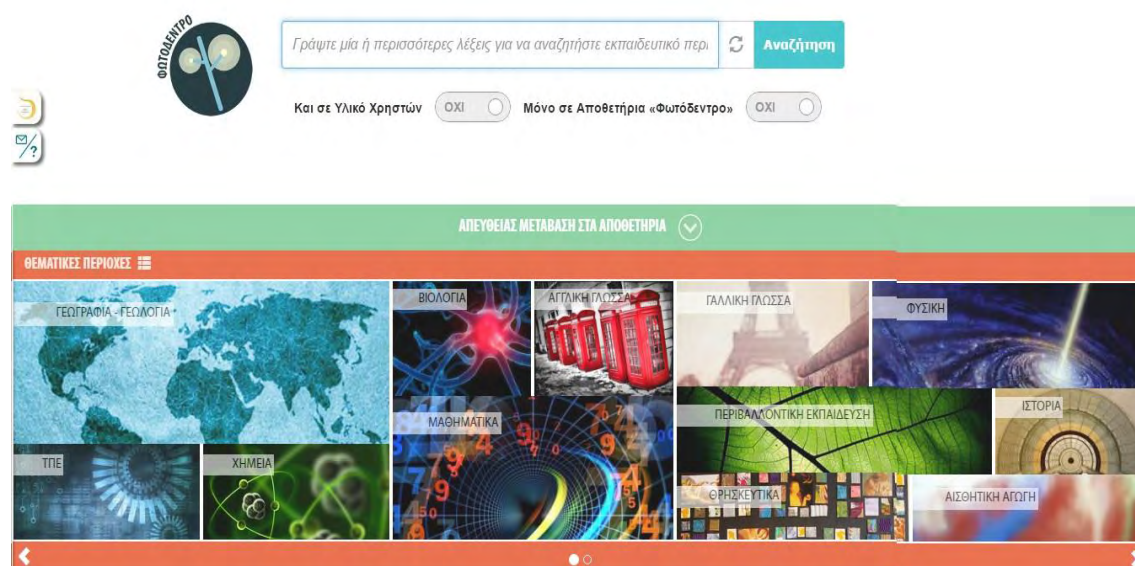 ΦΩΤΟΔΕΝΤΡΟ
Γράψτε μία ή περισσότερες λέξεις για να αναζητήστε εκπαιδευτικό περι
Αναζήτηση
Και σε Υλικό Χρηστών ΟΧΙ Μόνο σε Αποθετήρια «Φωτόδεντρο» ΟΧΙ
ΑΠΕΥΘΕΙΑΣ ΜΕΤΑΒΑΣΗ ΣΤΑ ΑΠΟΘΕΤΗΡΙΑ
ΘΕΜΑΤΙΚΕΣ ΠΕΡΙΟΧΕΣ
ΓΕΩΓΡΑΦΙΑ - ΓΕΩΛΟΓΙΑ
ΒΙΟΛΟΓΙΑ
ΑΓΓΛΙΚΗ ΓΛΩΣΣΑ
ΓΑΛΛΙΚΗ ΓΛΩΣΣΑ
ΦΥΣΙΚΗ
ΜΑΘΗΜΑΤΙΚΑ
ΠΕΡΙΒΑΛΛΟΝΤΙΚΗ ΕΚΠΑΙΔΕΥΣΗ
ΙΣΤΟΡΙΑ
ΤΠΕ
ΧΗΜΕΙΑ
ΘΡΗΣΚΕΥΤΙΚΑ
ΑΙΣΘΗΤΙΚΗ ΑΓΩΓΗ